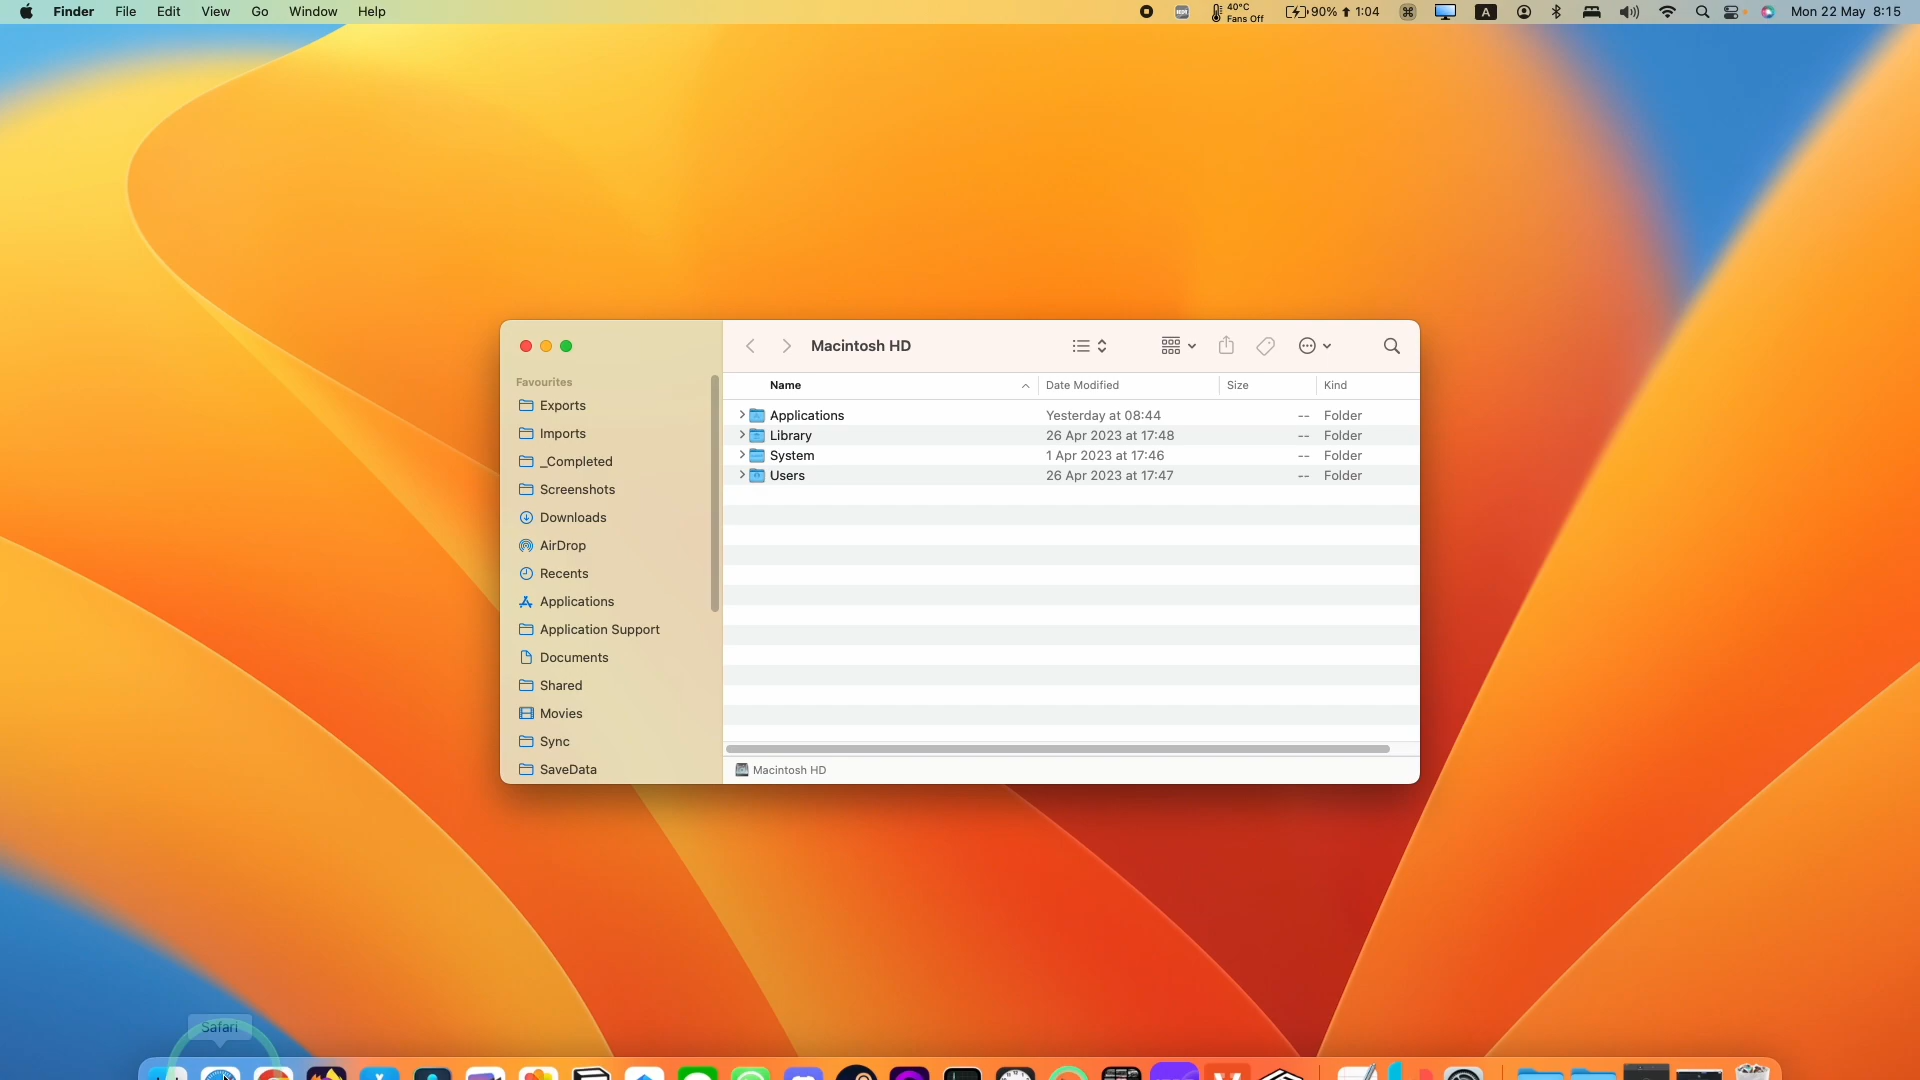 Finder File Edit View Go Window Help 40°C Fans Off 90% 1:04 A Mon 22 May 8:15
Macintosh HD
Favourites
Exports
Imports
_Completed
Screenshots
Downloads
AirDrop
Recents
Applications
Application Support
Documents
Shared
Movies
Sync
SaveData
Name Date Modified Size Kind
Applications Yesterday at 08:44 -- Folder
Library 26 Apr 2023 at 17:48 -- Folder
System 1 Apr 2023 at 17:46 -- Folder
Users 26 Apr 2023 at 17:47 -- Folder
Macintosh HD
Safari